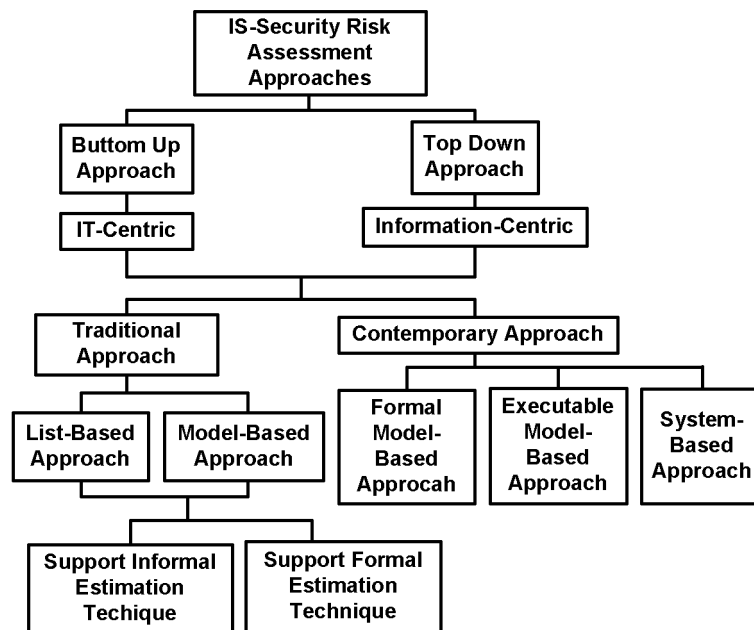 IS-Security Risk
Assessment
Approaches
Buttom Up
Approach
Top Down
Approach
IT-Centric
Information-Centric
Traditional
Approach
Contemporary Approach
List-Based
Approach
Model-Based
Approach
Formal
Model-
Based
Approcah
Executable
Model-
Based
Approach
System-
Based
Approach
Support Informal
Estimation
Techique
Support Formal
Estimation
Technique